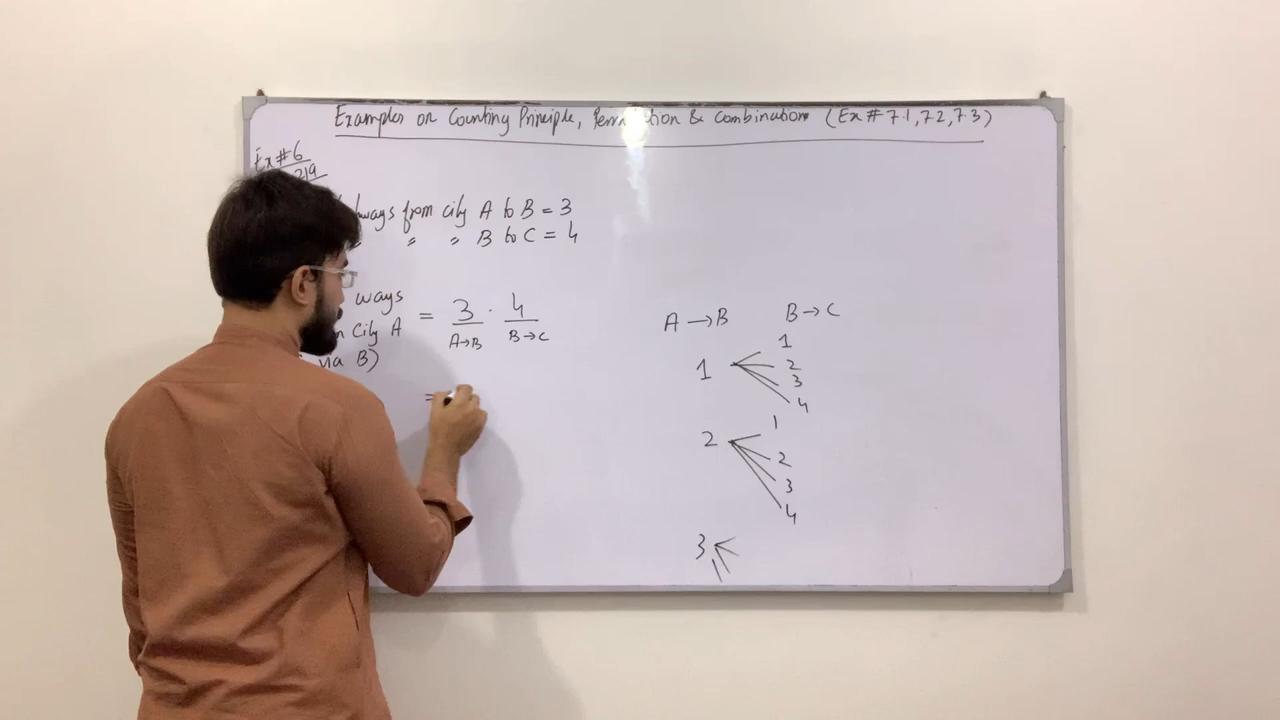 Examples on Counting Principle, & Combinations (Ex # 7.1, 7.2, 7.3)
Ex # 6
219
ways from city A to B = 3
" " " B to C = 4
ways
City A = 3 · 4
A→B B→C
via B)
=
A → B B → C
1
1 2
3
4
1
2 2
3
4
3